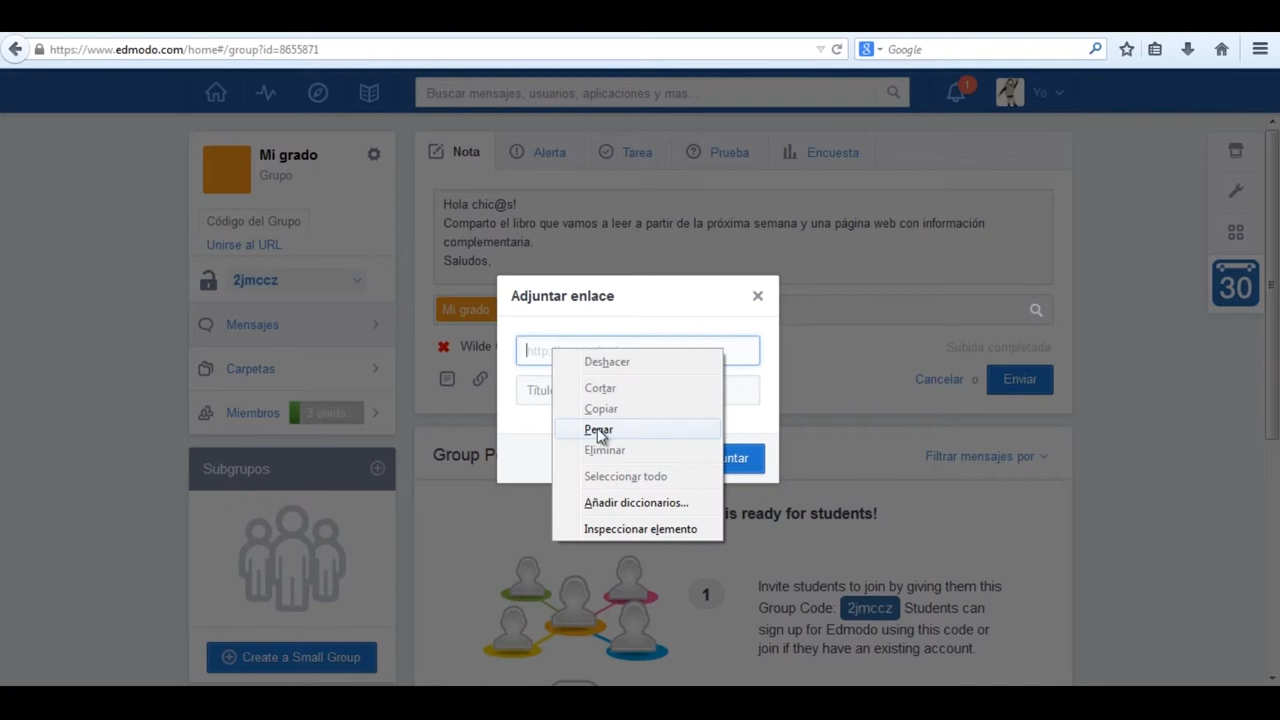 https://www.edmodo.com/home#/group?id=8655871
Google
Buscar mensajes, usuarios, aplicaciones y mas...
1
Yo
Mi grado
Grupo
Código del Grupo
Unirse al URL
2jmccz
Mensajes
Carpetas
Miembros
3 unido
Subgrupos
Create a Small Group
Nota
Alerta
Tarea
Prueba
Encuesta
Hola chic@s!
Comparto el libro que vamos a leer a partir de la próxima semana y una página web con información
complementaria.
Saludos,
Mi grado
Wilde
Subida completada
Cancelar o
Enviar
Adjuntar enlace
http:
Título
Deshacer
Cortar
Copiar
Pegar
Eliminar
Seleccionar todo
Añadir diccionarios...
Inspeccionar elemento
untar
Group P
Filtrar mensajes por
is ready for students!
1
Invite students to join by giving them this
Group Code: 2jmccz Students can
sign up for Edmodo using this code or
join if they have an existing account.
30